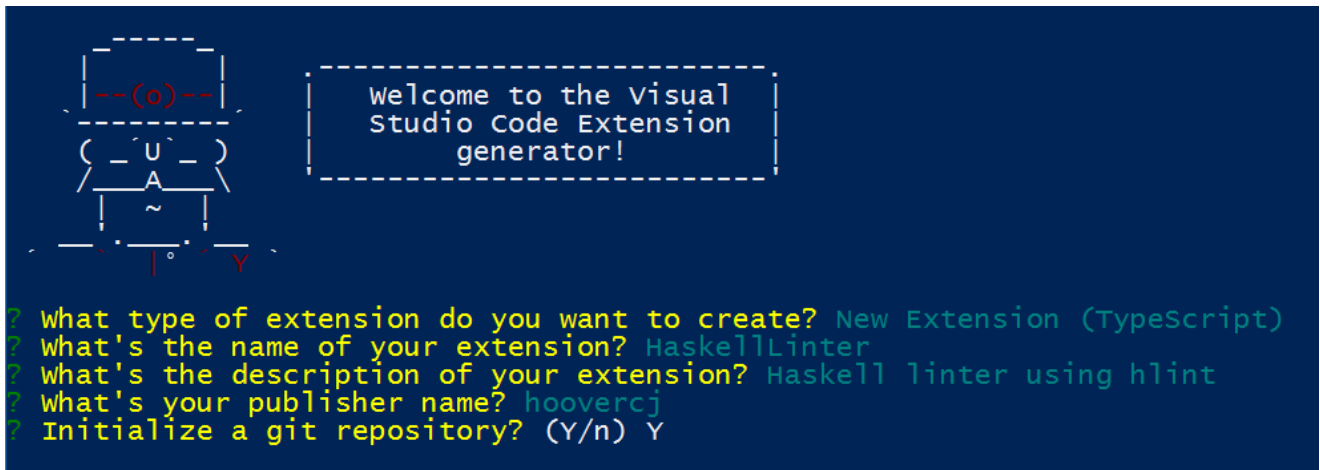 Welcome to the Visual
Studio Code Extension
generator!
? What type of extension do you want to create? New Extension (TypeScript)
? What's the name of your extension? HaskellLinter
? What's the description of your extension? Haskell linter using hlint
? What's your publisher name? hoovercj
? Initialize a git repository? (Y/n) Y